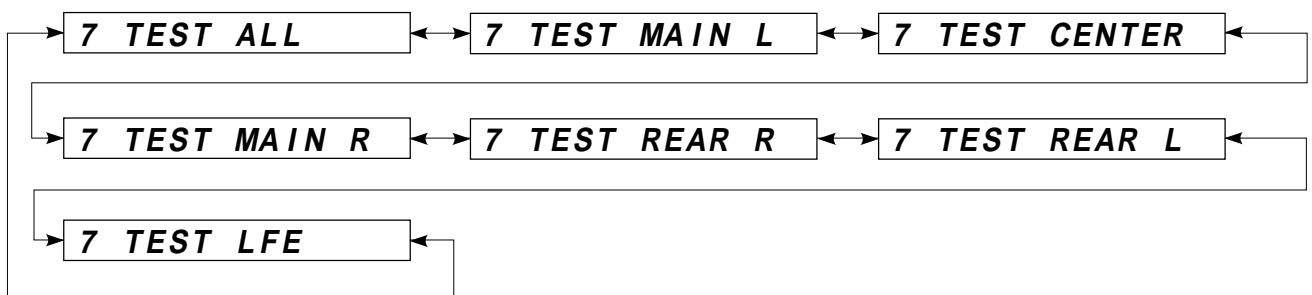 7 TEST ALL
7 TEST MAIN L
7 TEST CENTER
7 TEST MAIN R
7 TEST REAR R
7 TEST REAR L
7 TEST LFE